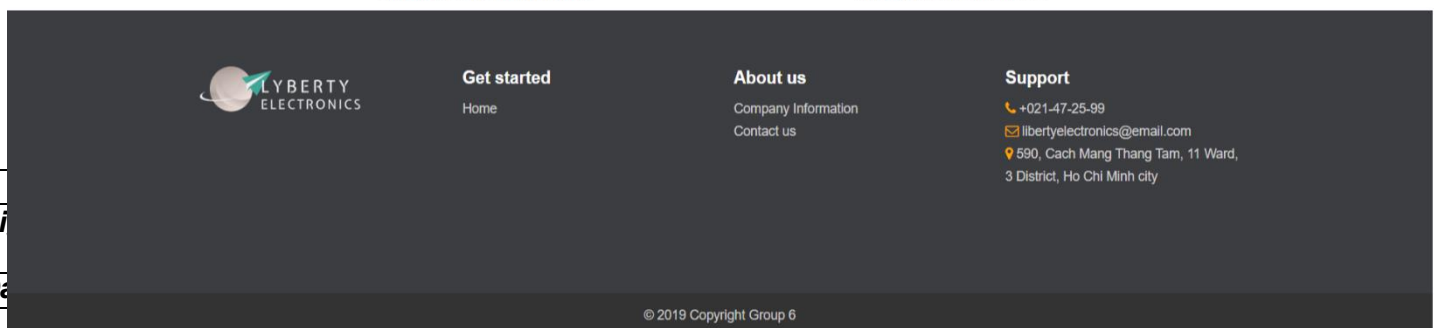 LYBERTY
ELECTRONICS
Get started
Home
About us
Company Information
Contact us
Support
+021-47-25-99
libertyelectronics@email.com
590, Cach Mang Thang Tam, 11 Ward,
3 District, Ho Chi Minh city
© 2019 Copyright Group 6